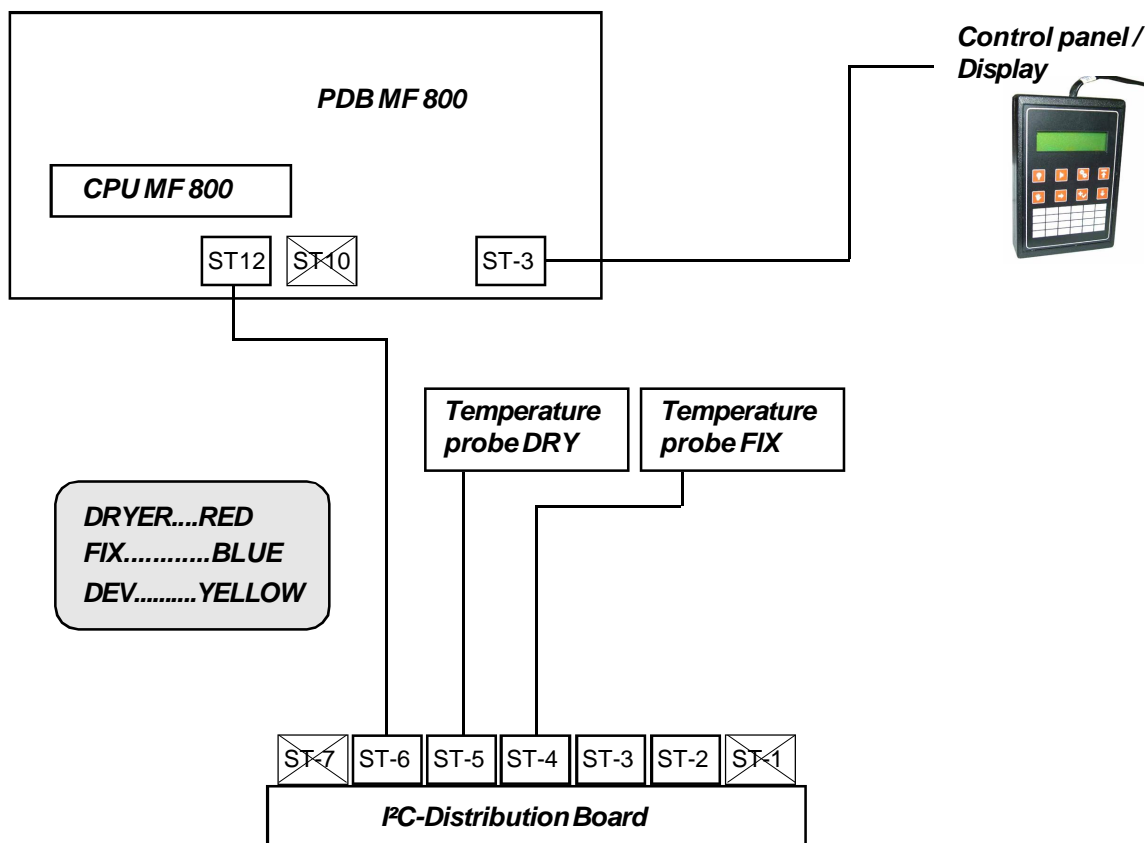 Control panel /
Display
PDB MF 800
CPU MF 800
ST12
ST10
ST-3
Temperature
probe DRY
Temperature
probe FIX
DRYER....RED
FIX............BLUE
DEV..........YELLOW
ST-7
ST-6
ST-5
ST-4
ST-3
ST-2
ST-1
I²C-Distribution Board